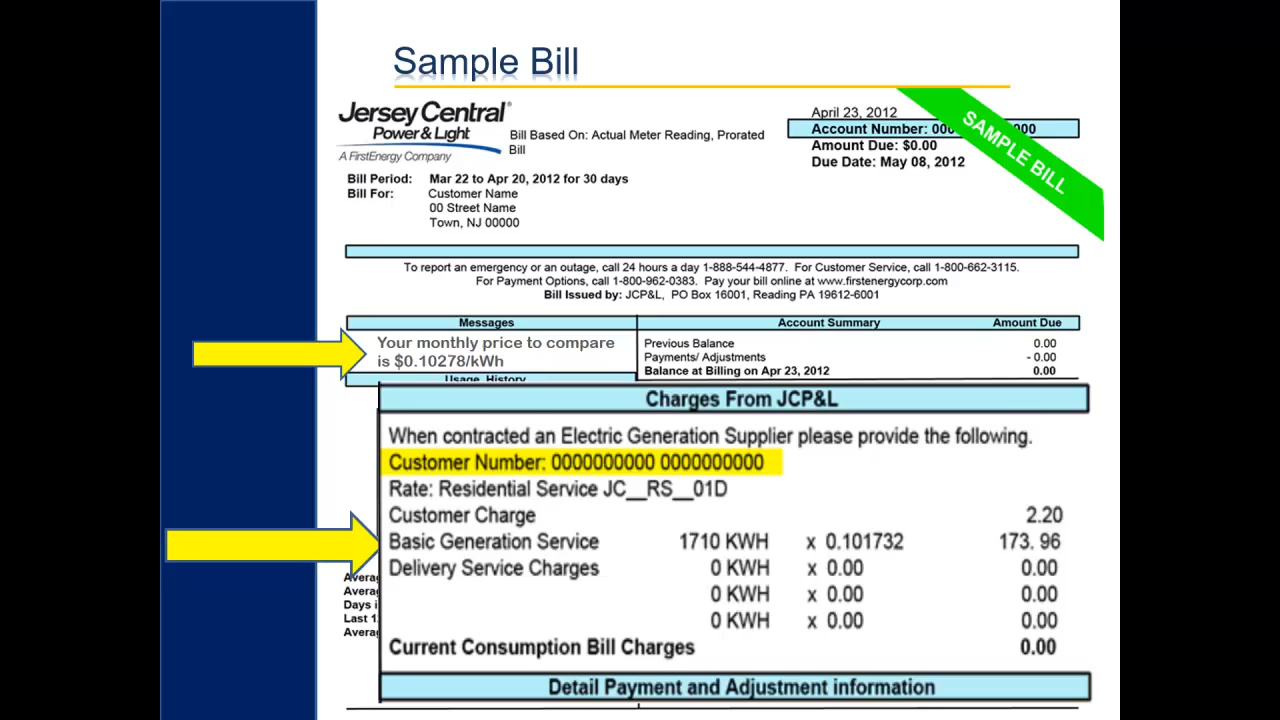 Sample Bill
Jersey Central®
Power & Light
A FirstEnergy Company
Bill Based On: Actual Meter Reading, Prorated
Bill
April 23, 2012
Account Number: 00 000
Amount Due: $0.00
Due Date: May 08, 2012
SAMPLE BILL
Bill Period: Mar 22 to Apr 20, 2012 for 30 days
Bill For: Customer Name
00 Street Name
Town, NJ 00000
To report an emergency or an outage, call 24 hours a day 1-888-544-4877. For Customer Service, call 1-800-662-3115.
For Payment Options, call 1-800-962-0383. Pay your bill online at www.firstenergycorp.com
Bill Issued by: JCP&L, PO Box 16001, Reading PA 19612-6001
Messages
Your monthly price to compare
is $0.10278/kWh
Usage History
Account Summary Amount Due
Previous Balance 0.00
Payments/ Adjustments - 0.00
Balance at Billing on Apr 23, 2012 0.00
Charges From JCP&L
When contracted an Electric Generation Supplier please provide the following.
Customer Number: 0000000000 0000000000
Rate: Residential Service JC__RS__01D
Customer Charge 2.20
Basic Generation Service 1710 KWH x 0.101732 173. 96
Delivery Service Charges 0 KWH x 0.00 0.00
0 KWH x 0.00 0.00
0 KWH x 0.00 0.00
Current Consumption Bill Charges 0.00
Averag
Averag
Days i
Last 1
Averag
Detail Payment and Adjustment information